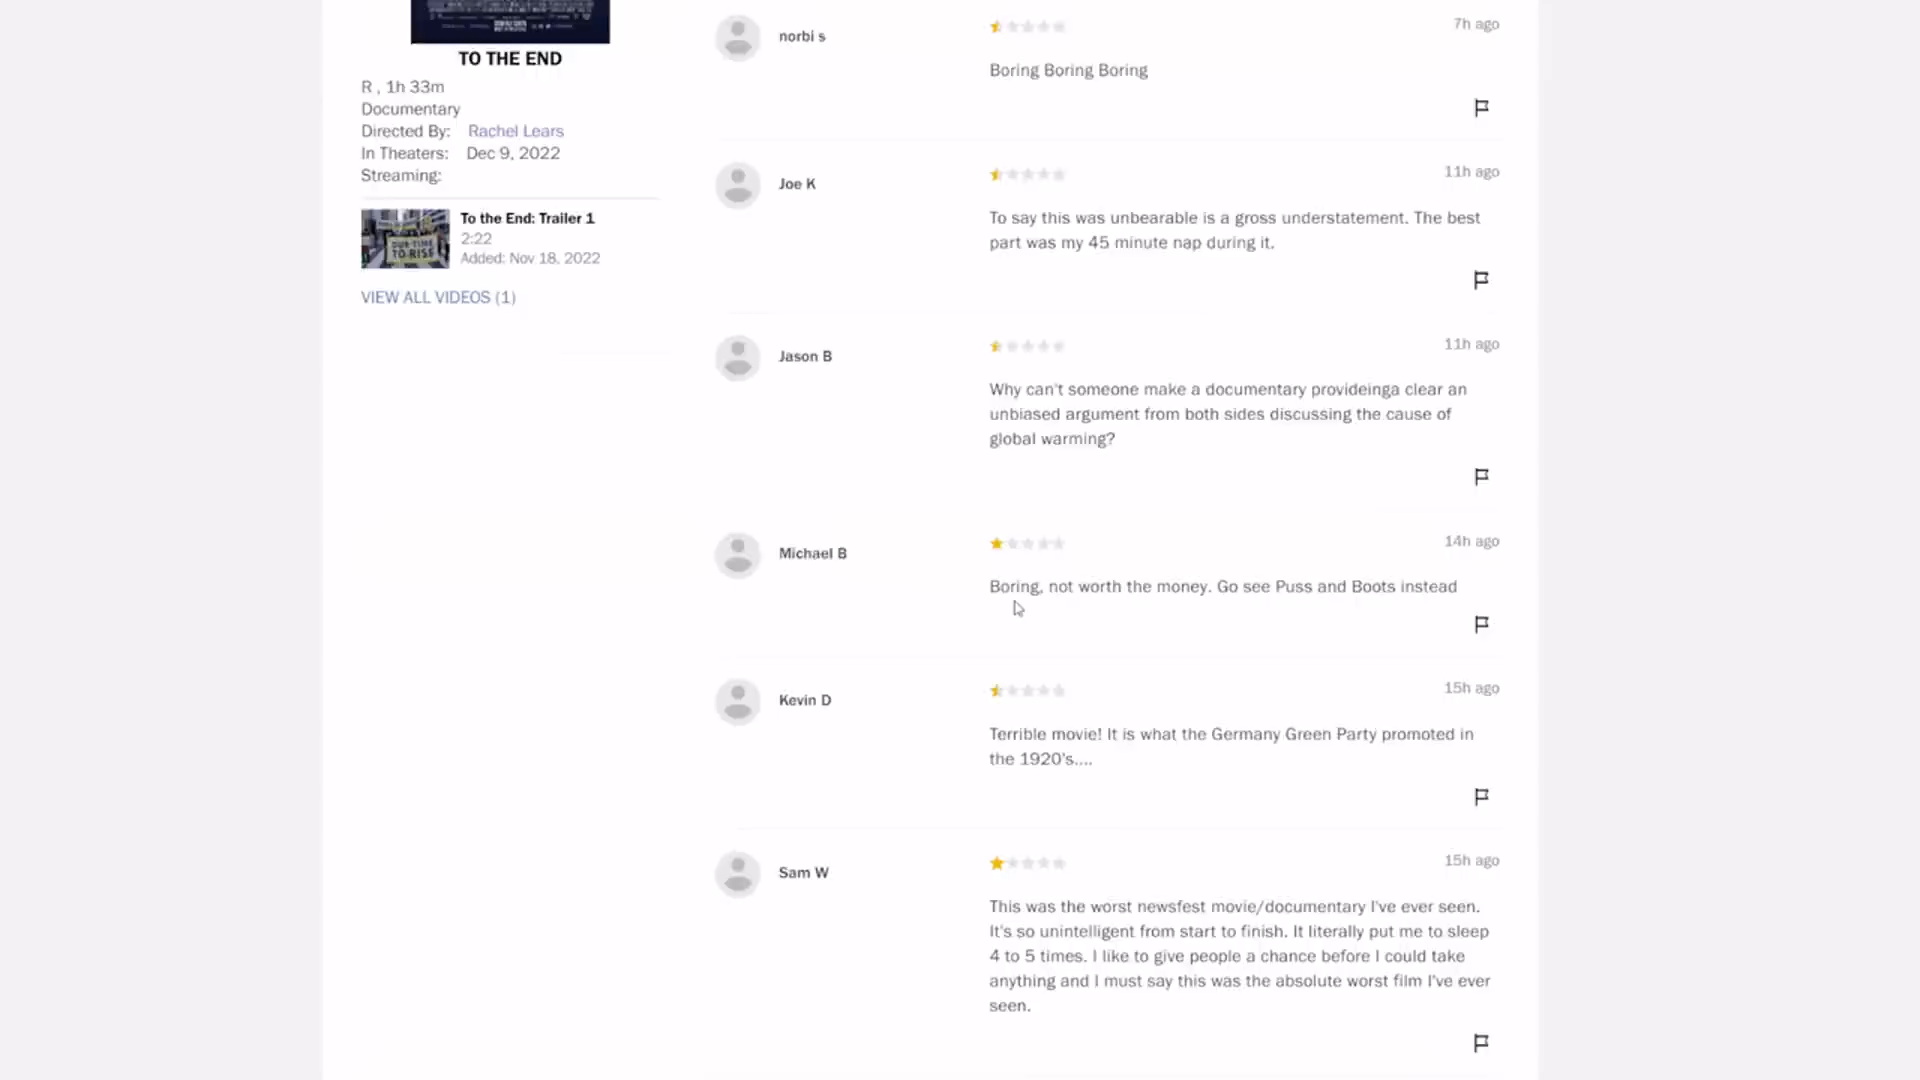 TO THE END
R , 1h 33m
Documentary
Directed By: Rachel Lears
In Theaters: Dec 9, 2022
Streaming:
OUR TIME
TO RISE
To the End: Trailer 1
2:22
Added: Nov 18, 2022
VIEW ALL VIDEOS (1)
norbi s
7h ago
Boring Boring Boring
Joe K
11h ago
To say this was unbearable is a gross understatement. The best
part was my 45 minute nap during it.
Jason B
11h ago
Why can't someone make a documentary provideinga clear an
unbiased argument from both sides discussing the cause of
global warming?
Michael B
14h ago
Boring, not worth the money. Go see Puss and Boots instead
Kevin D
15h ago
Terrible movie! It is what the Germany Green Party promoted in
the 1920's....
Sam W
15h ago
This was the worst newsfest movie/documentary I've ever seen.
It's so unintelligent from start to finish. It literally put me to sleep
4 to 5 times. I like to give people a chance before I could take
anything and I must say this was the absolute worst film I've ever
seen.